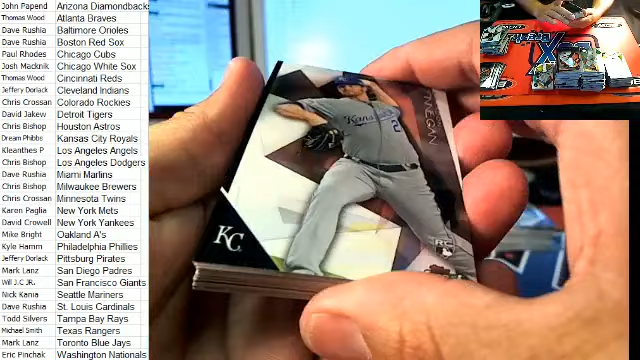 John Papend Arizona Diamondbacks
Thomas Wood Atlanta Braves
Dave Rushia Baltimore Orioles
Dave Rushia Boston Red Sox
Paul Rhodes Chicago Cubs
Josh Macknik Chicago White Sox
Thomas Wood Cincinnati Reds
Jeffery Dorlack Cleveland Indians
Chris Crossan Colorado Rockies
David Jakew Detroit Tigers
Chris Bishop Houston Astros
Dream Phibbs Kansas City Royals
Kleanthes P Los Angeles Angels
Chris Bishop Los Angeles Dodgers
Dave Rushia Miami Marlins
Chris Bishop Milwaukee Brewers
Chris Crossan Minnesota Twins
Karen Paglia New York Mets
David Crowell New York Yankees
Mike Bright Oakland A's
Kyle Hamm Philadelphia Phillies
Jeffery Dorlack Pittsburg Pirates
Mark Lanz San Diego Padres
Will J.C JR. San Francisco Giants
Nick Kania Seattle Mariners
Dave Rushia St. Louis Cardinals
Todd Silvers Tampa Bay Rays
Michael Smith Texas Rangers
Mark Lanz Toronto Blue Jays
Eric Pinchak Washington Nationals
Kansas
2
KC
RC